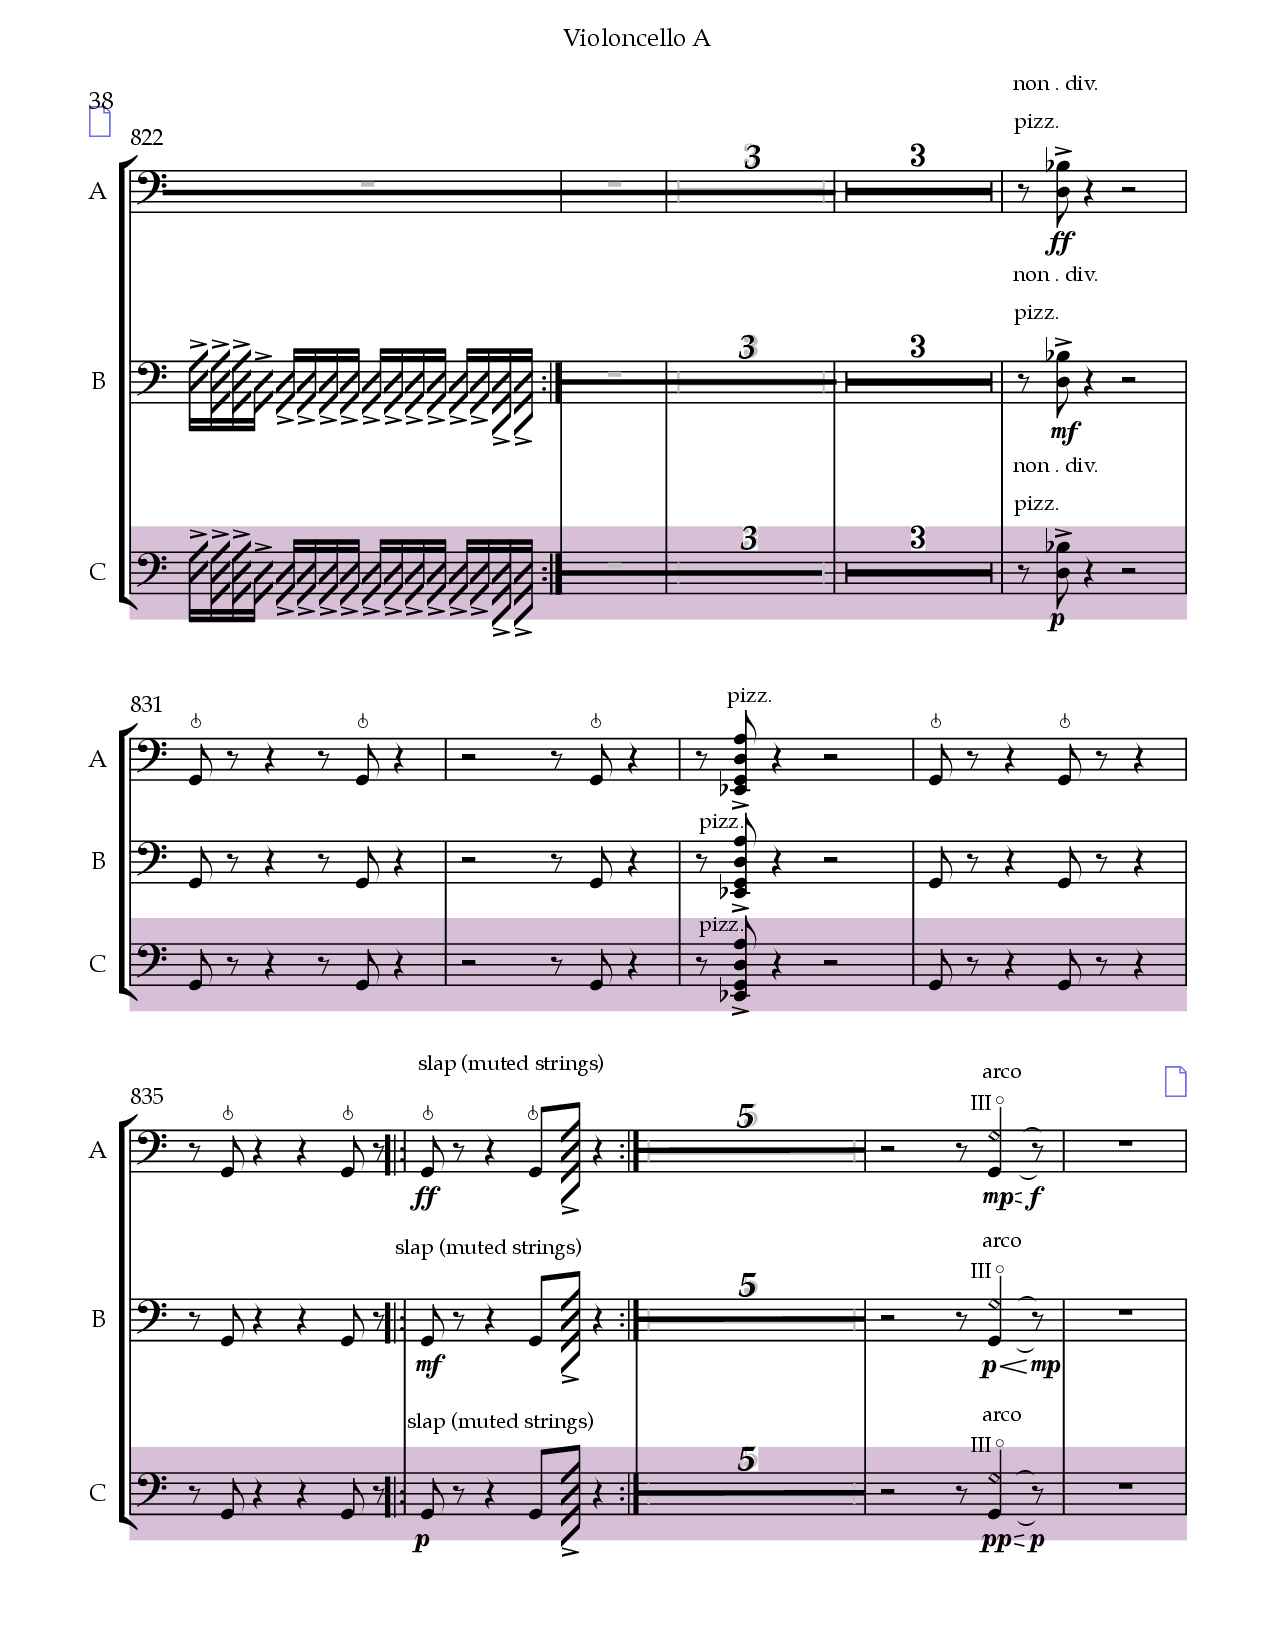 Violoncello A
38
non . div.
822
pizz.
3 3
A
ff
non . div.
pizz.
3 3
B
mf
non . div.
pizz.
3 3
C
p
831
pizz.
A
pizz.
B
pizz.
C
slap (muted strings)
arco
835
III
5
A
ff mp f
slap (muted strings)
arco
III
5
B
mf p mp
slap (muted strings)
arco
III
5
C
p pp p